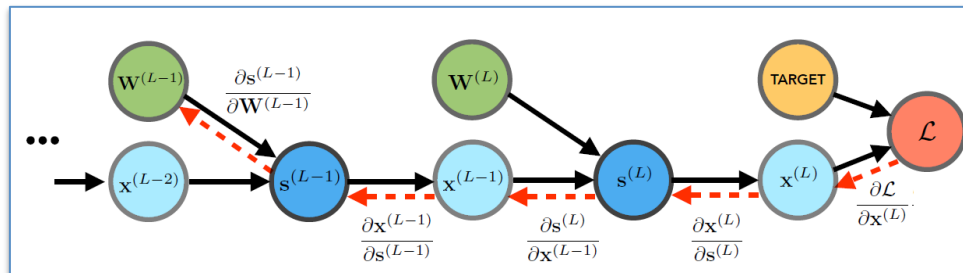 W^{(L-1)}
∂s^{(L-1)}
∂W^{(L-1)}
W^{(L)}
TARGET
ℒ
...
x^{(L-2)}
s^{(L-1)}
x^{(L-1)}
s^{(L)}
x^{(L)}
∂x^{(L-1)}
∂s^{(L-1)}
∂s^{(L)}
∂x^{(L-1)}
∂x^{(L)}
∂s^{(L)}
∂ℒ
∂x^{(L)}